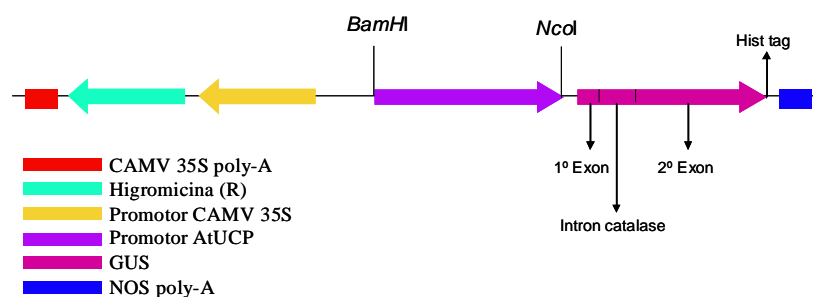 BamHI
NcoI
Hist tag
1º Exon
2º Exon
Intron catalase
CAMV 35S poly-A
Higromicina (R)
Promotor CAMV 35S
Promotor AtUCP
GUS
NOS poly-A